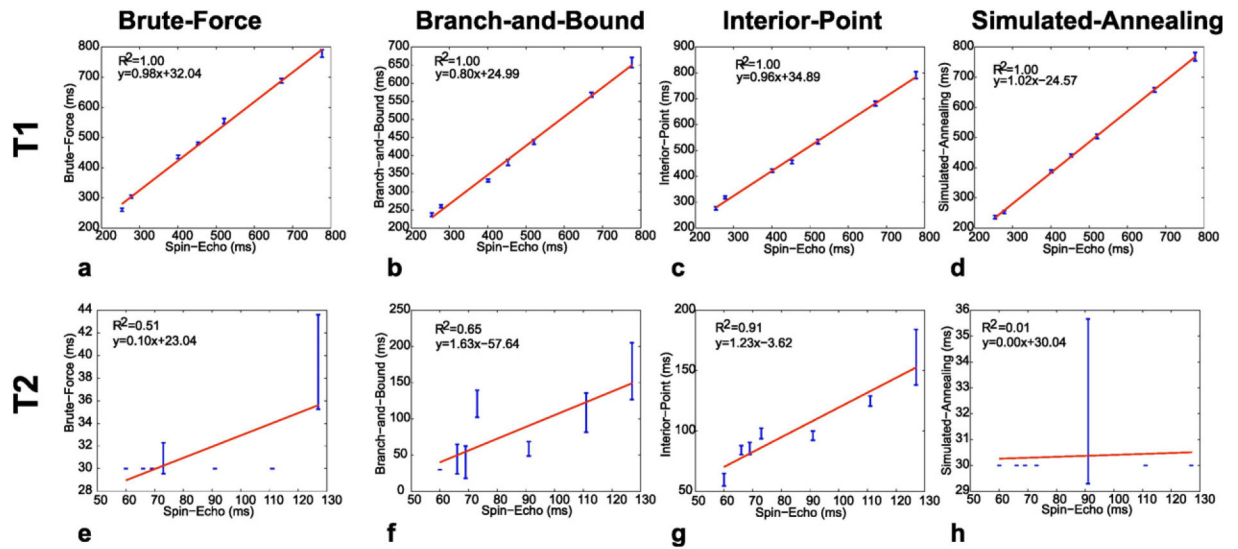 Brute-Force
Branch-and-Bound
Interior-Point
Simulated-Annealing
T1
800
700
600
500
400
300
200
200 300 400 500 600 700 800
R2=1.00
y=0.98x+32.04
Brute-Force (ms)
Spin-Echo (ms)
a
700
650
600
550
500
450
400
350
300
250
200
200 300 400 500 600 700 800
R2=1.00
y=0.80x+24.99
Branch-and-Bound (ms)
Spin-Echo (ms)
b
900
800
700
600
500
400
300
200
200 300 400 500 600 700 800
R2=1.00
y=0.96x+34.89
Interior-Point (ms)
Spin-Echo (ms)
c
800
700
600
500
400
300
200
200 300 400 500 600 700 800
R2=1.00
y=1.02x−24.57
Simulated-Annealing (ms)
Spin-Echo (ms)
d
T2
44
42
40
38
36
34
32
30
28
50 60 70 80 90 100 110 120 130
R2=0.51
y=0.10x+23.04
Brute-Force (ms)
Spin-Echo (ms)
e
250
200
150
100
50
0
50 60 70 80 90 100 110 120 130
R2=0.65
y=1.63x−57.64
Branch-and-Bound (ms)
Spin-Echo (ms)
f
200
150
100
50
50 60 70 80 90 100 110 120 130
R2=0.91
y=1.23x−3.62
Interior-Point (ms)
Spin-Echo (ms)
g
36
35
34
33
32
31
30
29
50 60 70 80 90 100 110 120 130
R2=0.01
y=0.00x+30.04
Simulated-Annealing (ms)
Spin-Echo (ms)
h